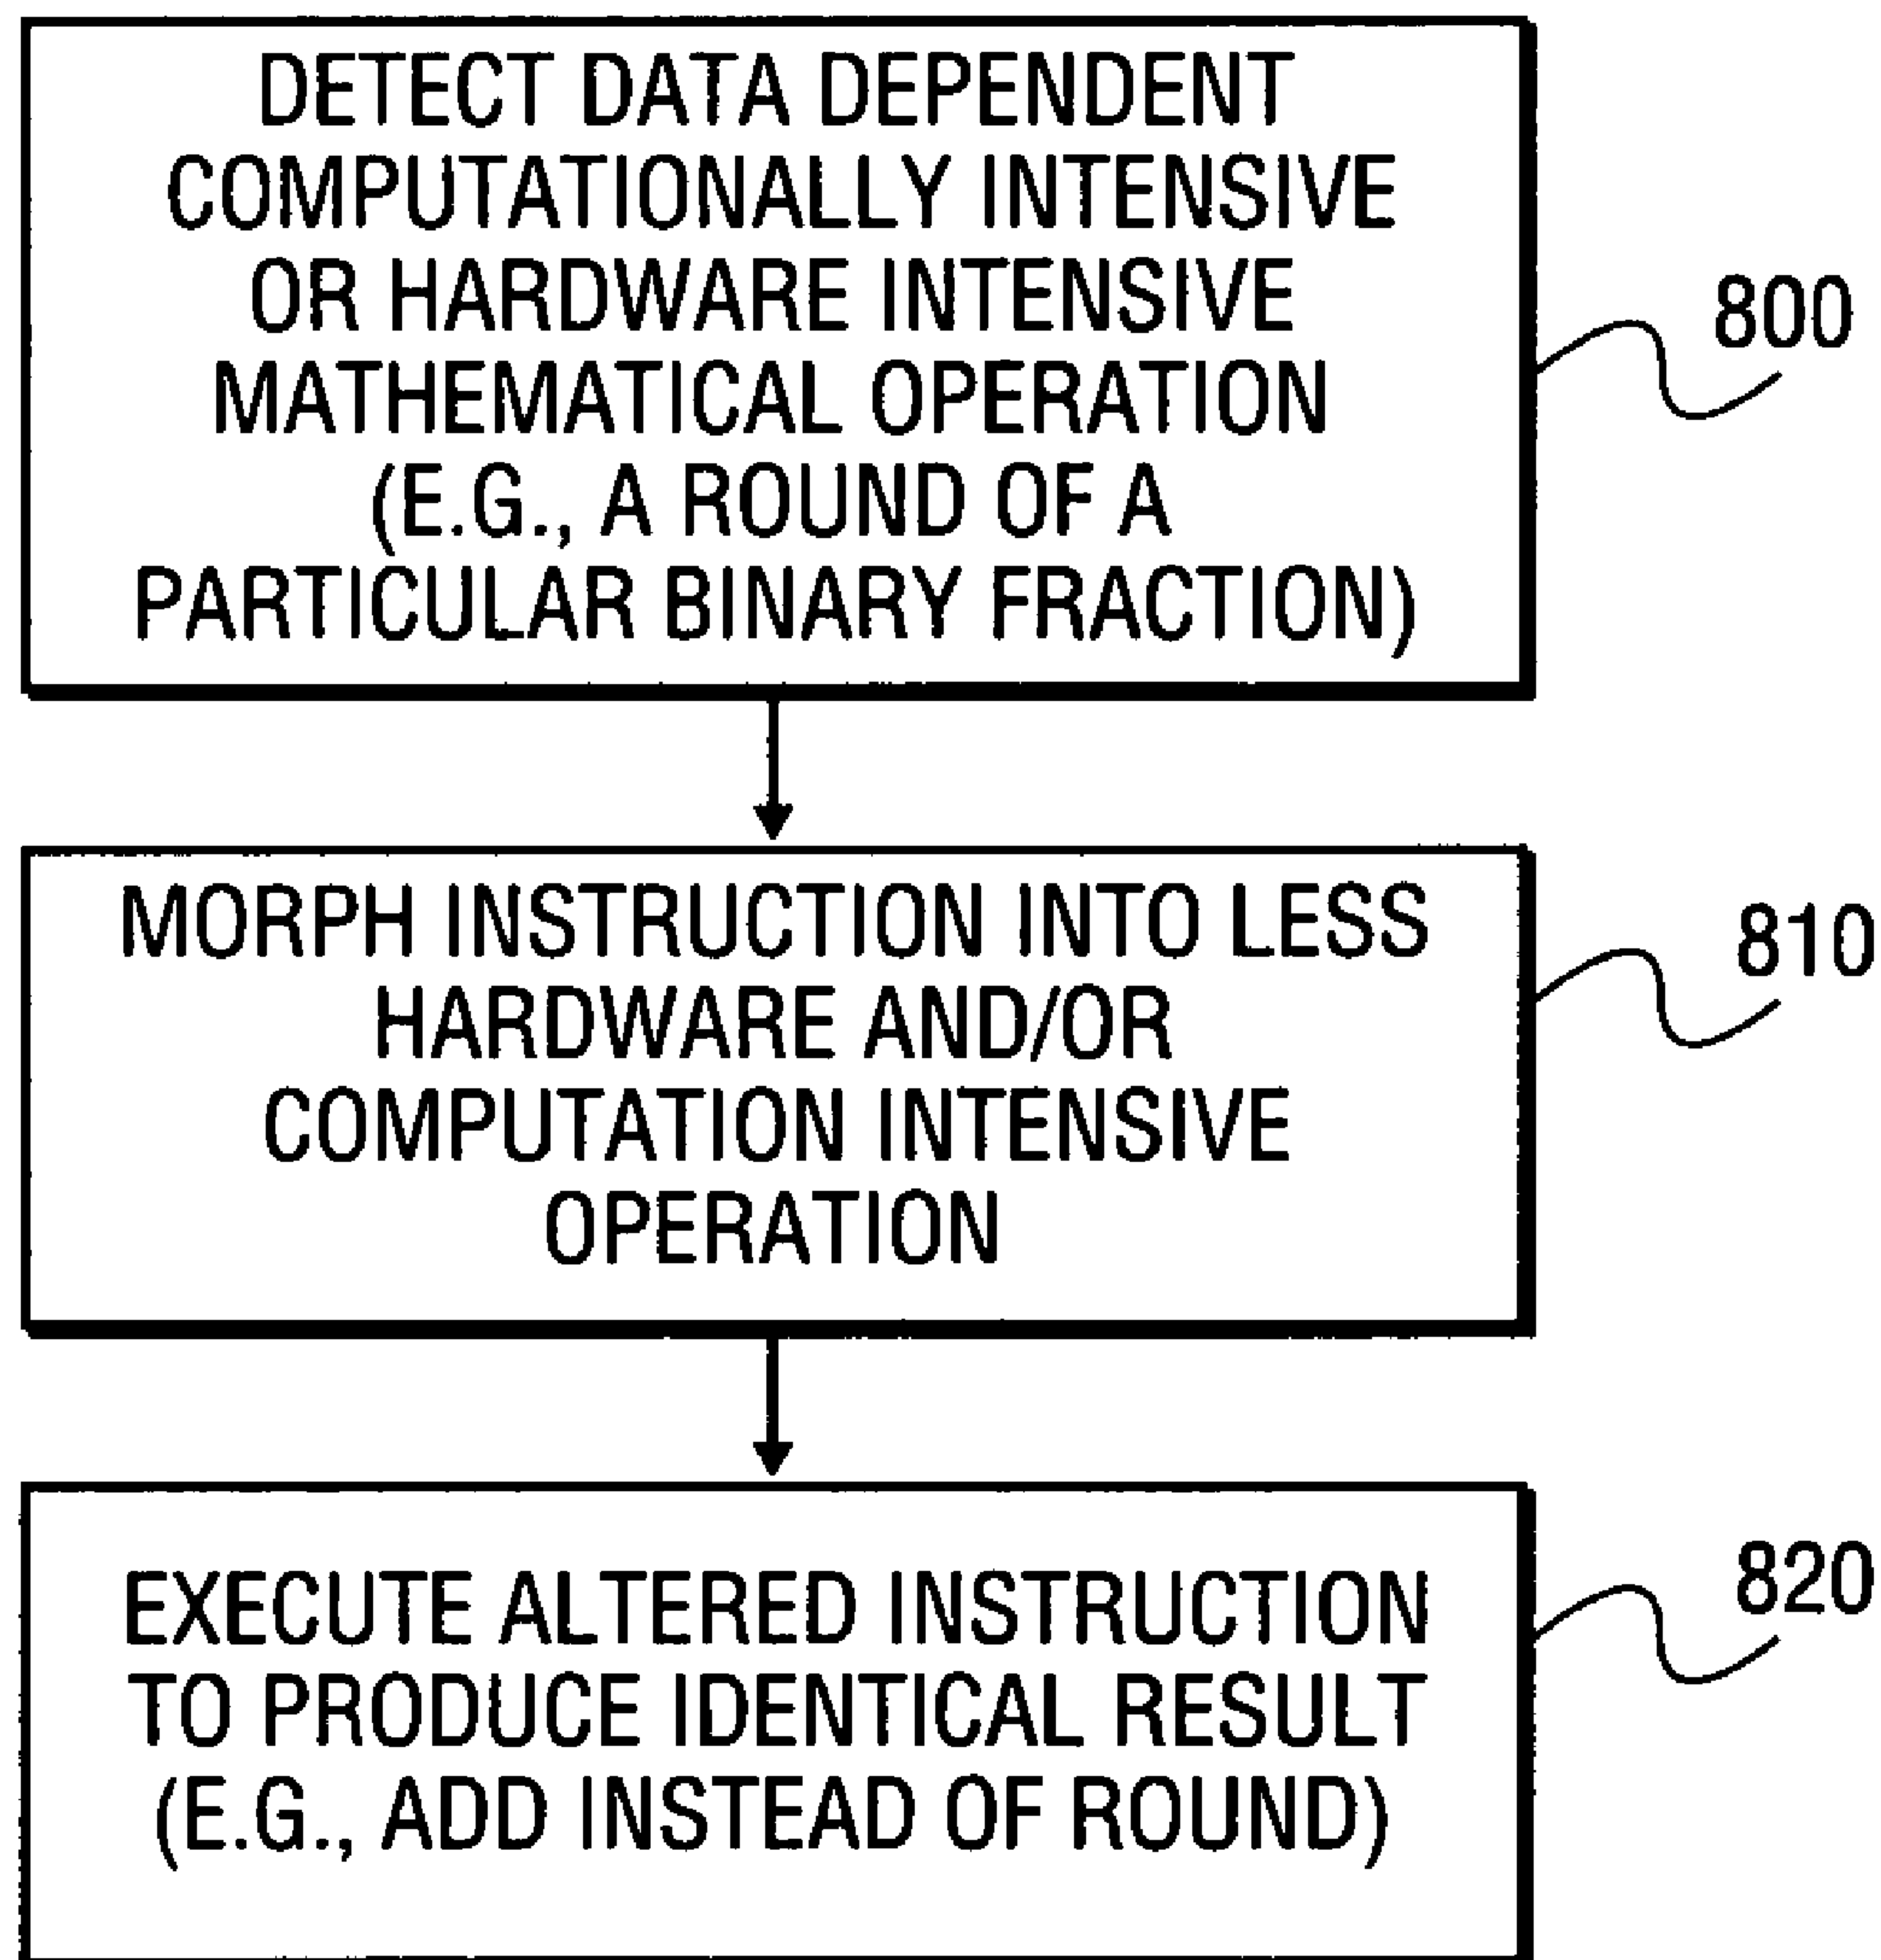 DETECT DATA DEPENDENT
COMPUTATIONALLY INTENSIVE
OR HARDWARE INTENSIVE
MATHEMATICAL OPERATION
(E.G., A ROUND OF A
PARTICULAR BINARY FRACTION)
800
MORPH INSTRUCTION INTO LESS
HARDWARE AND/OR
COMPUTATION INTENSIVE
OPERATION
810
EXECUTE ALTERED INSTRUCTION
TO PRODUCE IDENTICAL RESULT
(E.G., ADD INSTEAD OF ROUND)
820